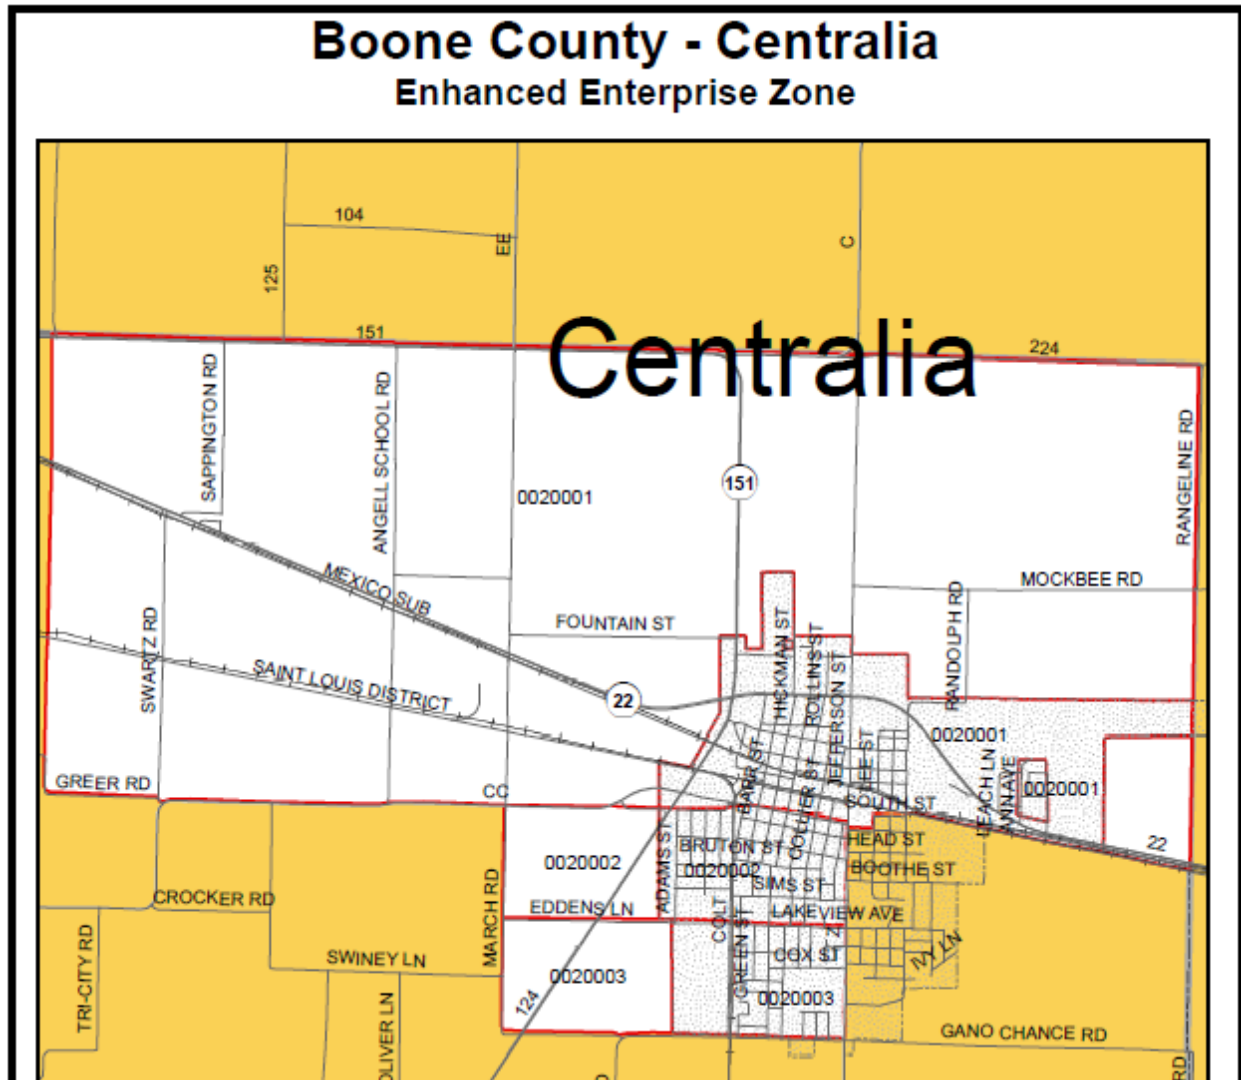 Boone County - Centralia
Enhanced Enterprise Zone
104
EE
C
125
151
Centralia
224
SAPPINGTON RD
ANGELL SCHOOL RD
RANGELINE RD
151
0020001
MEXICO SUB
MOCKBEE RD
RANDOLPH RD
FOUNTAIN ST
HICKMAN ST
ROLLINS ST
JEFFERSON ST
SWARTZ RD
SAINT LOUIS DISTRICT
22
0020001
LEE ST
BARR ST
COLLIER ST
LEACH LN
ANN AVE
0020001
GREER RD
CC
SOUTH ST
22
HEAD ST
BRUTON ST
0020002
0020002
BOOTHE ST
ADAMS ST
SIMS ST
CROCKER RD
MARCH RD
EDDENS LN
LAKEVIEW AVE
COLT
GREEN ST
TRI-CITY RD
SWINEY LN
COX ST
IVY LN
0020003
0020003
124
OLIVER LN
GANO CHANCE RD
RD